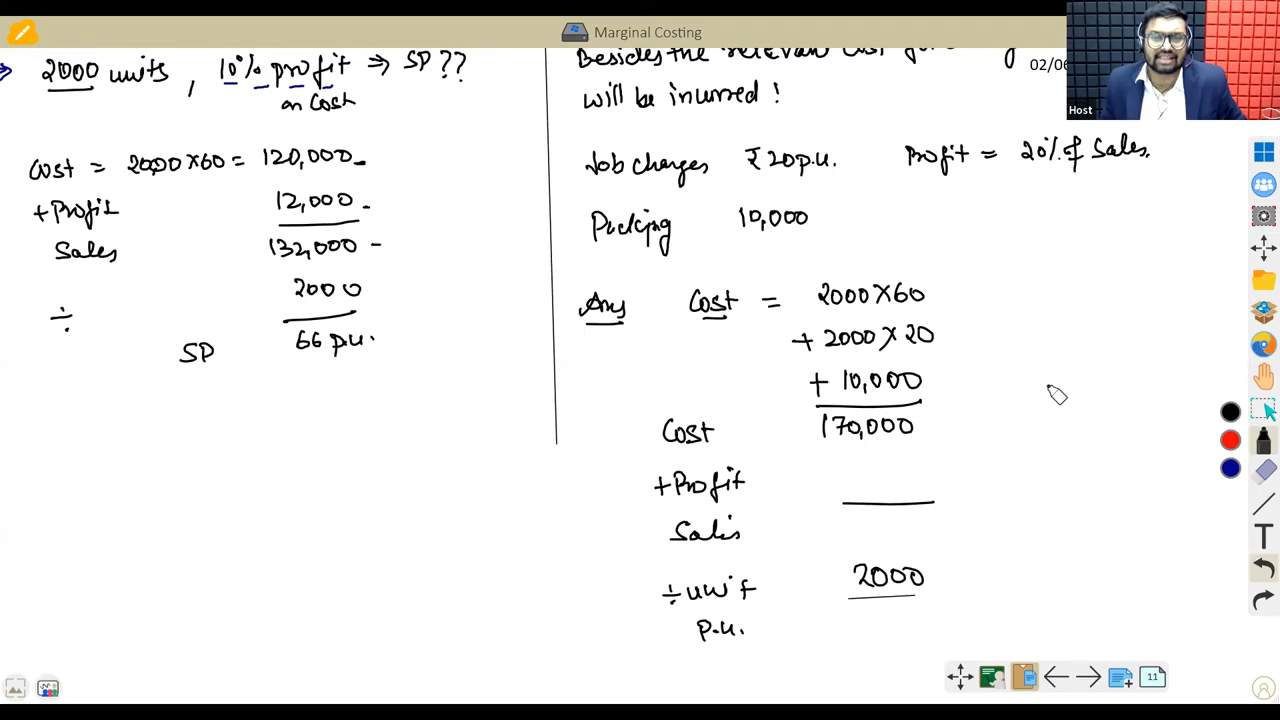 Marginal Costing
2000 units, 10% profit ⇒ SP??
on Cost
Cost = 2000×60 = 120,000
+Profit 12,000
Sales 132,000
÷ 2000
SP 66 p.u.
Besides the relevant cost
will be incurred!
02/06
Host
Job charges ₹20p.u. Profit = 20% of Sales.
Packing 10,000
Ans Cost = 2000×60
+ 2000×20
+ 10,000
Cost 170,000
+Profit
Sales
÷ unit 2000
p.u.
T
11